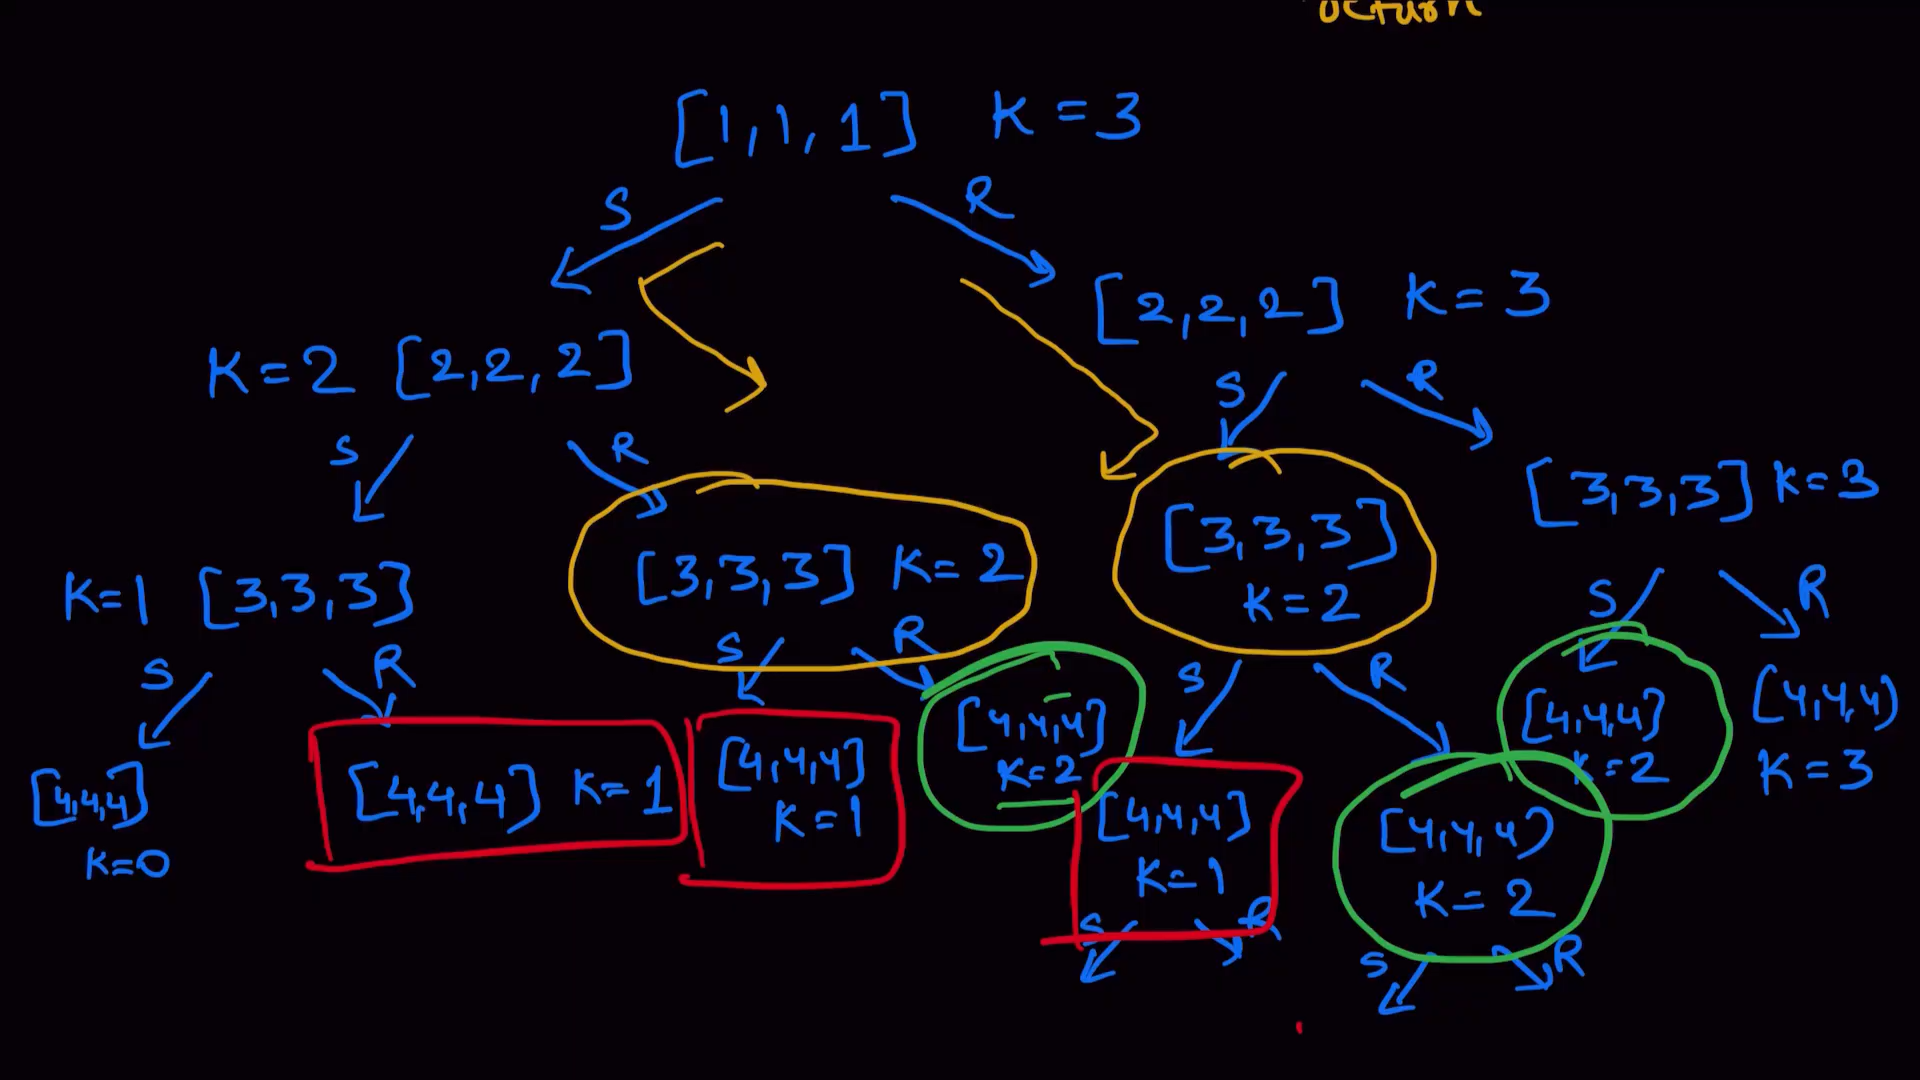 [1,1,1] K=3
S
R
[2,2,2] K=3
K=2 [2,2,2]
S
R
S
R
[3,3,3] K=3
[3,3,3]
K=2
[3,3,3] K=2
K=1 [3,3,3]
S
R
S
R
S
R
S
R
[4,4,4]
K=0
[4,4,4] K=1
[4,4,4]
K=1
[4,4,4]
K=2
[4,4,4]
K=1
[4,4,4)
K=2
[4,4,4]
K=2
[4,4,4)
K=3
S
R
S
R